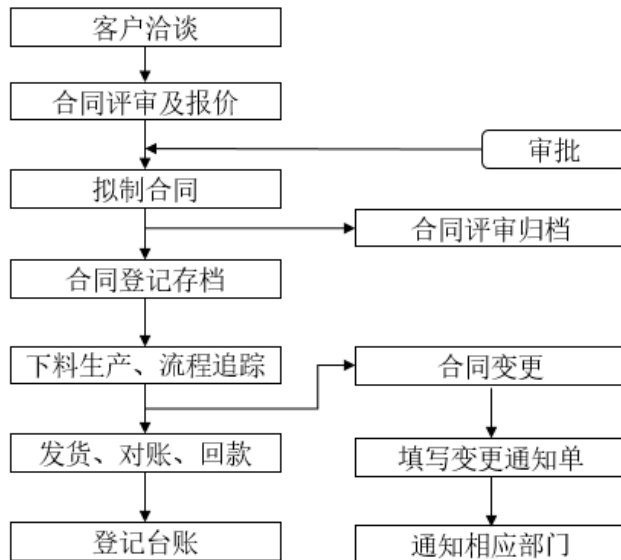 客户洽谈
合同评审及报价
审批
拟制合同
合同评审归档
合同登记存档
下料生产、流程追踪
合同变更
发货、对账、回款
填写变更通知单
登记台账
通知相应部门